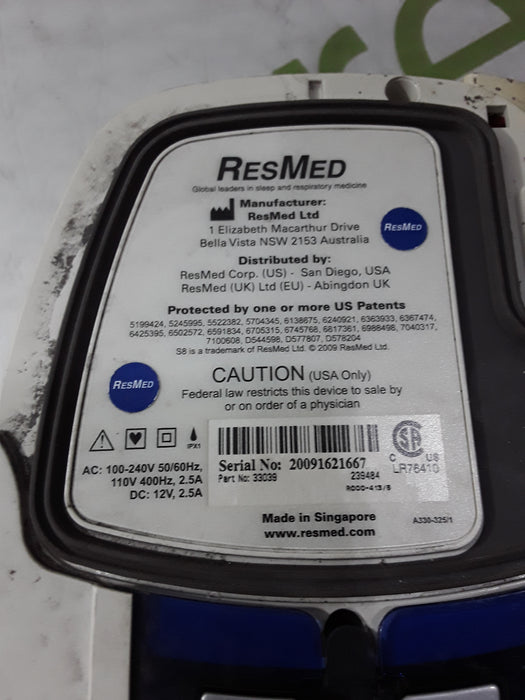 RESMED
Global leaders in sleep and respiratory medicine
Manufacturer:
ResMed Ltd
1 Elizabeth Macarthur Drive
Bella Vista NSW 2153 Australia
RESMED
Distributed by:
ResMed Corp. (US) - San Diego, USA
ResMed (UK) Ltd (EU) - Abingdon UK
Protected by one or more US Patents
5199424, 5245995, 5522382, 5704345, 6138675, 6240921, 6363933, 6367474,
6425395, 6502572, 6591834, 6705315, 6745768, 6817361, 6988498, 7040317,
7100608, D544598, D577807, D578204
S8 is a trademark of ResMed Ltd. © 2009 ResMed Ltd.
RESMED
CAUTION (USA Only)
Federal law restricts this device to sale by
or on order of a physician
IPX1
AC: 100-240V 50/60Hz,
110V 400Hz, 2.5A
DC: 12V, 2.5A
Serial No: 20091621667
Part No: 33039 239484
R000-413/5
C US
LR76410
Made in Singapore
www.resmed.com
A330-325/1